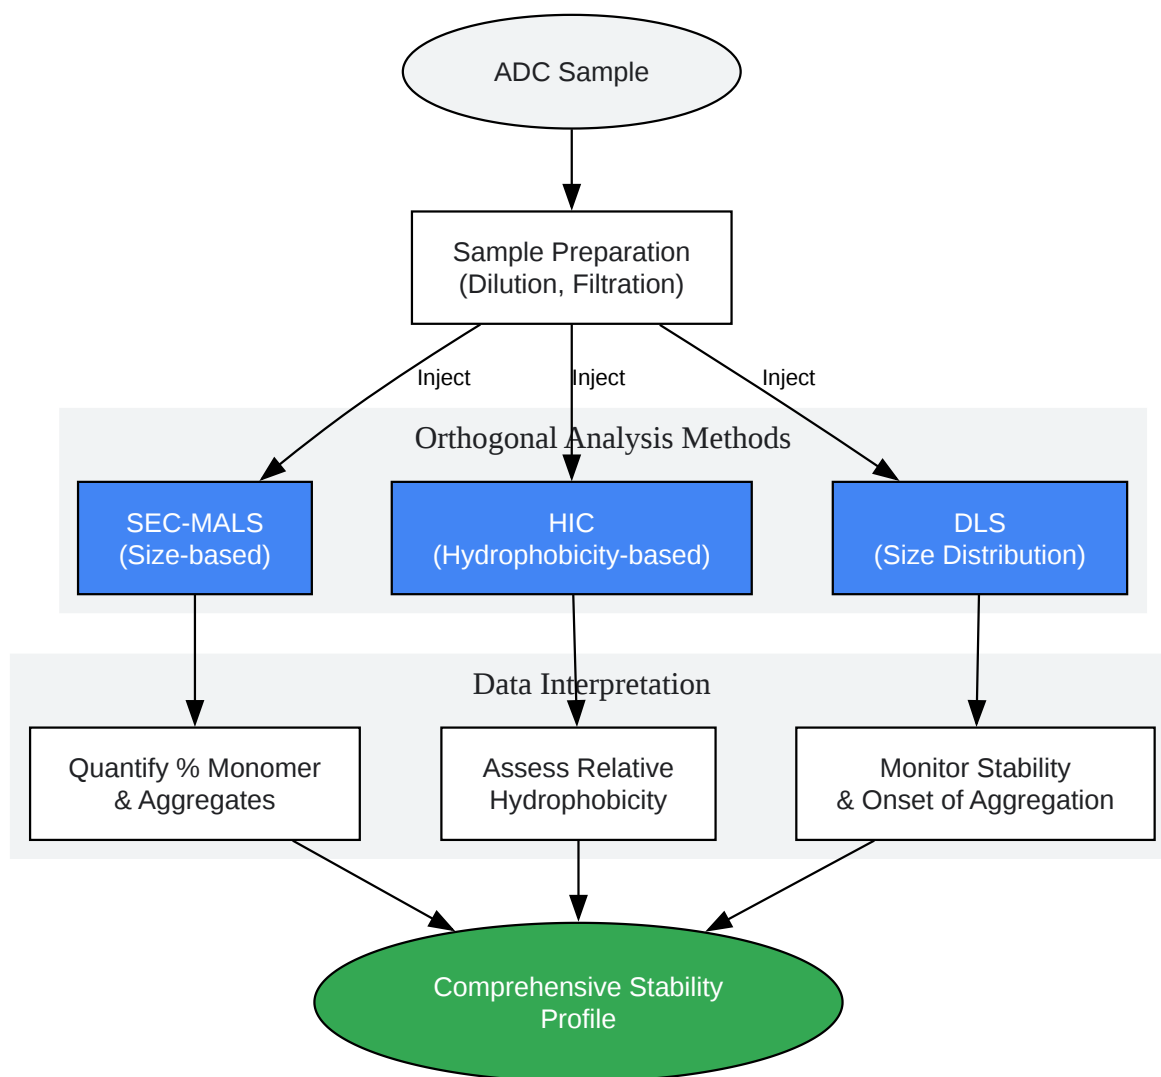 ADC Sample
Sample Preparation
(Dilution, Filtration)
Inject
Inject
Inject
Orthogonal Analysis Methods
SEC-MALS
(Size-based)
HIC
(Hydrophobicity-based)
DLS
(Size Distribution)
Data Interpretation
Quantify % Monomer
& Aggregates
Assess Relative
Hydrophobicity
Monitor Stability
& Onset of Aggregation
Comprehensive Stability
Profile